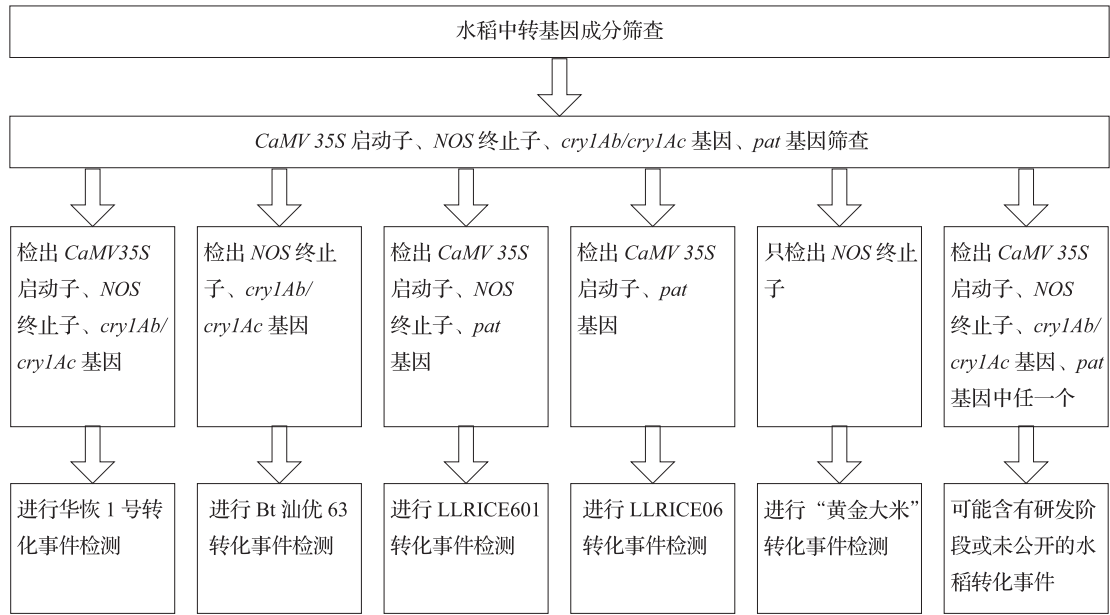 水稻中转基因成分筛查
CaMV 35S 启动子、NOS 终止子、cry1Ab/cry1Ac 基因、pat 基因筛查
检出 CaMV35S
启动子、NOS
终止子、cry1Ab/
cry1Ac 基因
检出 NOS 终止
子、cry1Ab/
cry1Ac 基因
检出 CaMV 35S
启动子、NOS
终止子、pat
基因
检出 CaMV 35S
启动子、pat
基因
只检出 NOS 终止
子
检出 CaMV 35S
启动子、NOS
终止子、cry1Ab/
cry1Ac 基因、pat
基因中任一个
进行华恢 1 号转
化事件检测
进行 Bt 汕优 63
转化事件检测
进行 LLRICE601
转化事件检测
进行 LLRICE06
转化事件检测
进行“黄金大米”
转化事件检测
可能含有研发阶
段或未公开的水
稻转化事件